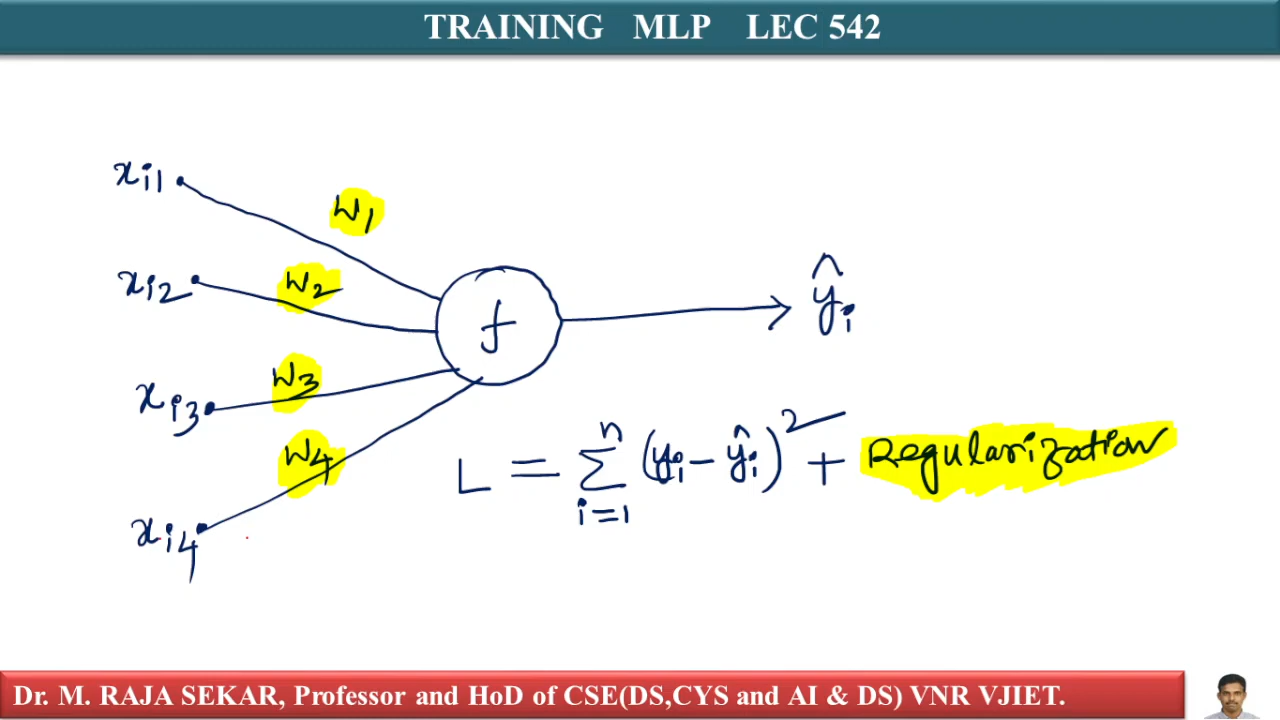 TRAINING MLP LEC 542
xi1
w1
xi2
w2
f
ŷi
w3
xi3
w4
L = Σ_{i=1}^{n} (yi − ŷi)² + Regularization
xi4
Dr. M. RAJA SEKAR, Professor and HoD of CSE(DS,CYS and AI & DS) VNR VJIET.